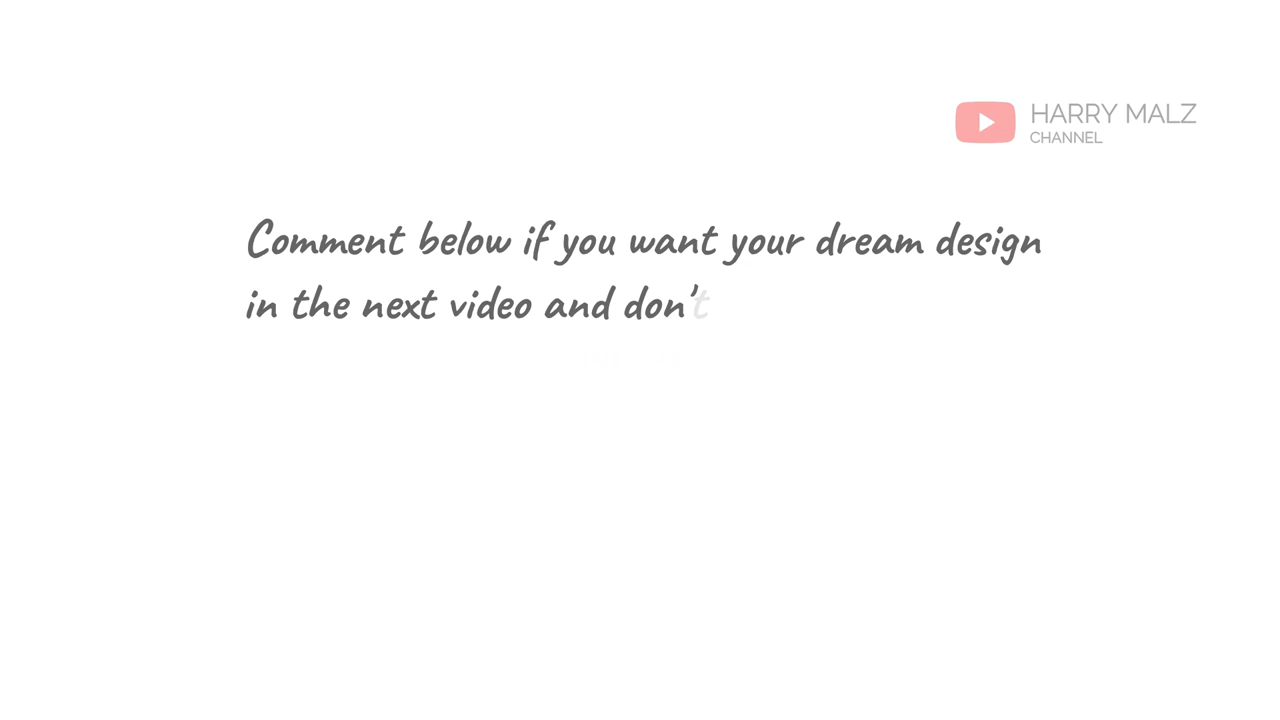 HARRY MALZ
CHANNEL
Comment below if you want your dream design
in the next video and don't